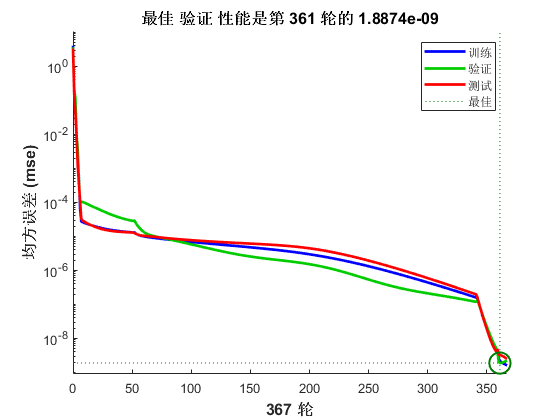 最佳 验证 性能是第 361 轮的 1.8874e-09
训练
验证
测试
最佳
均方误差 (mse)
10^0
10^-2
10^-4
10^-6
10^-8
0 50 100 150 200 250 300 350
367 轮